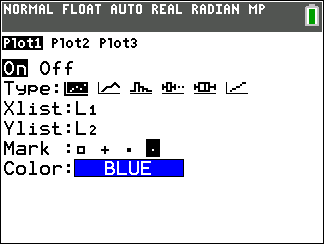 NORMAL FLOAT AUTO REAL RADIAN MP
Plot1 Plot2 Plot3
On Off
Type:
Xlist:L1
Ylist:L2
Mark :
Color: BLUE